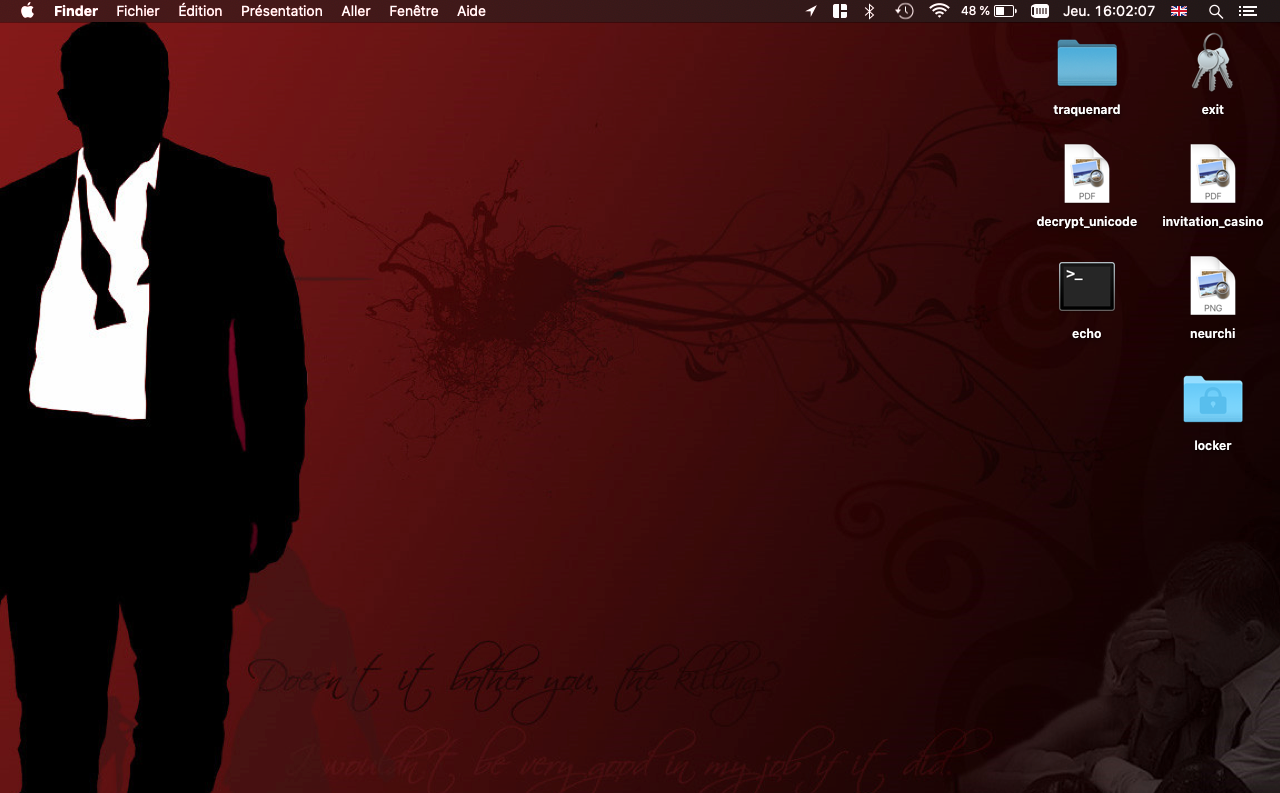 Finder Fichier Édition Présentation Aller Fenêtre Aide 48 % Jeu. 16:02:07
traquenard exit
PDF PDF
decrypt_unicode invitation_casino
>_ PNG
echo neurchi
locker
Doesn't it bother you, the killing?
I wouldn't be very good in my job if it did.